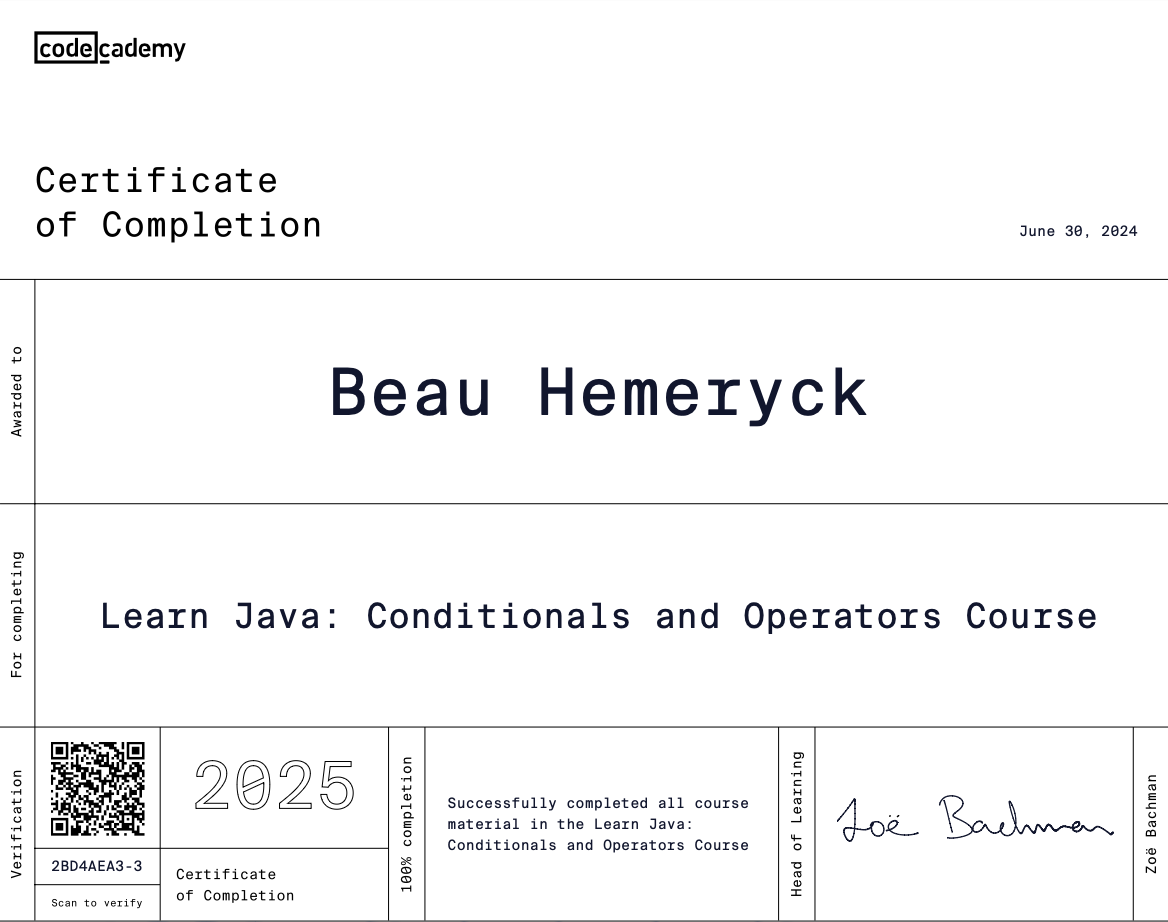 codecademy
Certificate
of Completion
June 30, 2024
Awarded to
Beau Hemeryck
For completing
Learn Java: Conditionals and Operators Course
Verification
2BD4AEA3-3
Scan to verify
2025
Certificate
of Completion
100% completion
Successfully completed all course
material in the Learn Java:
Conditionals and Operators Course
Head of Learning
Zoë Bachman
Zoë Bachman